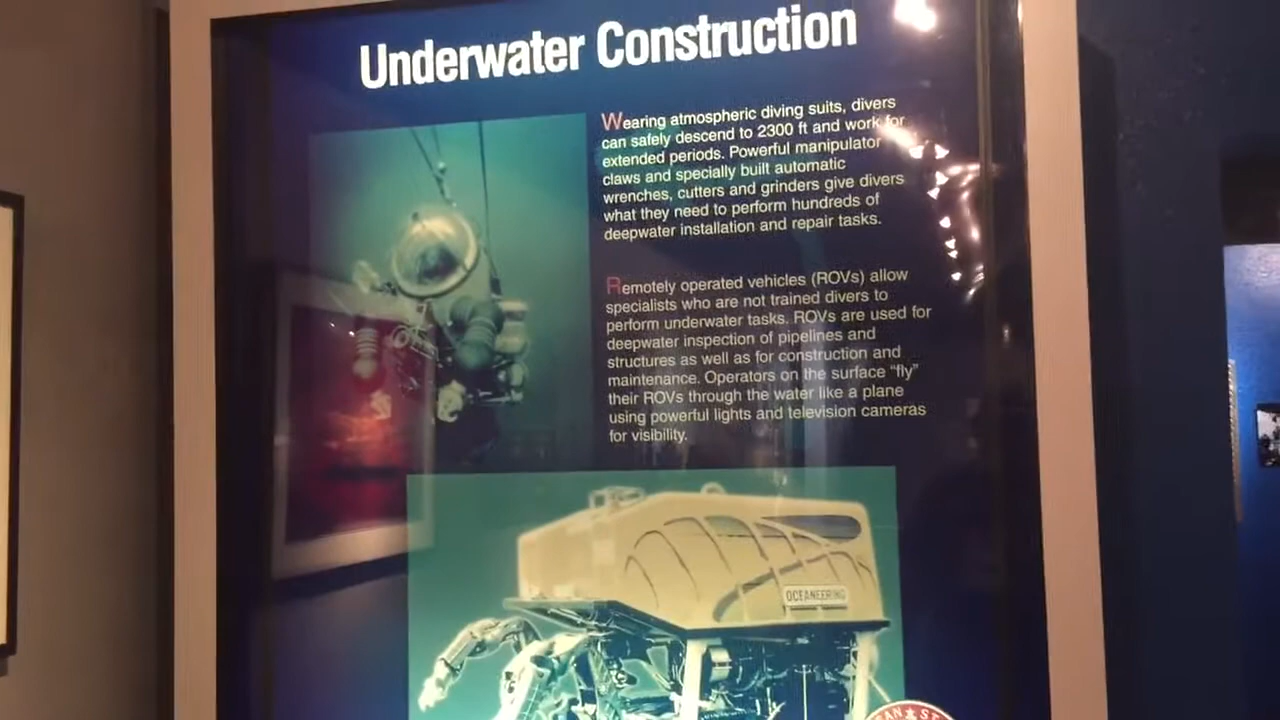 Underwater Construction
Wearing atmospheric diving suits, divers
can safely descend to 2300 ft and work for
extended periods. Powerful manipulator
claws and specially built automatic
wrenches, cutters and grinders give divers
what they need to perform hundreds of
deepwater installation and repair tasks.
Remotely operated vehicles (ROVs) allow
specialists who are not trained divers to
perform underwater tasks. ROVs are used for
deepwater inspection of pipelines and
structures as well as for construction and
maintenance. Operators on the surface “fly”
their ROVs through the water like a plane
using powerful lights and television cameras
for visibility.
OCEANEERING